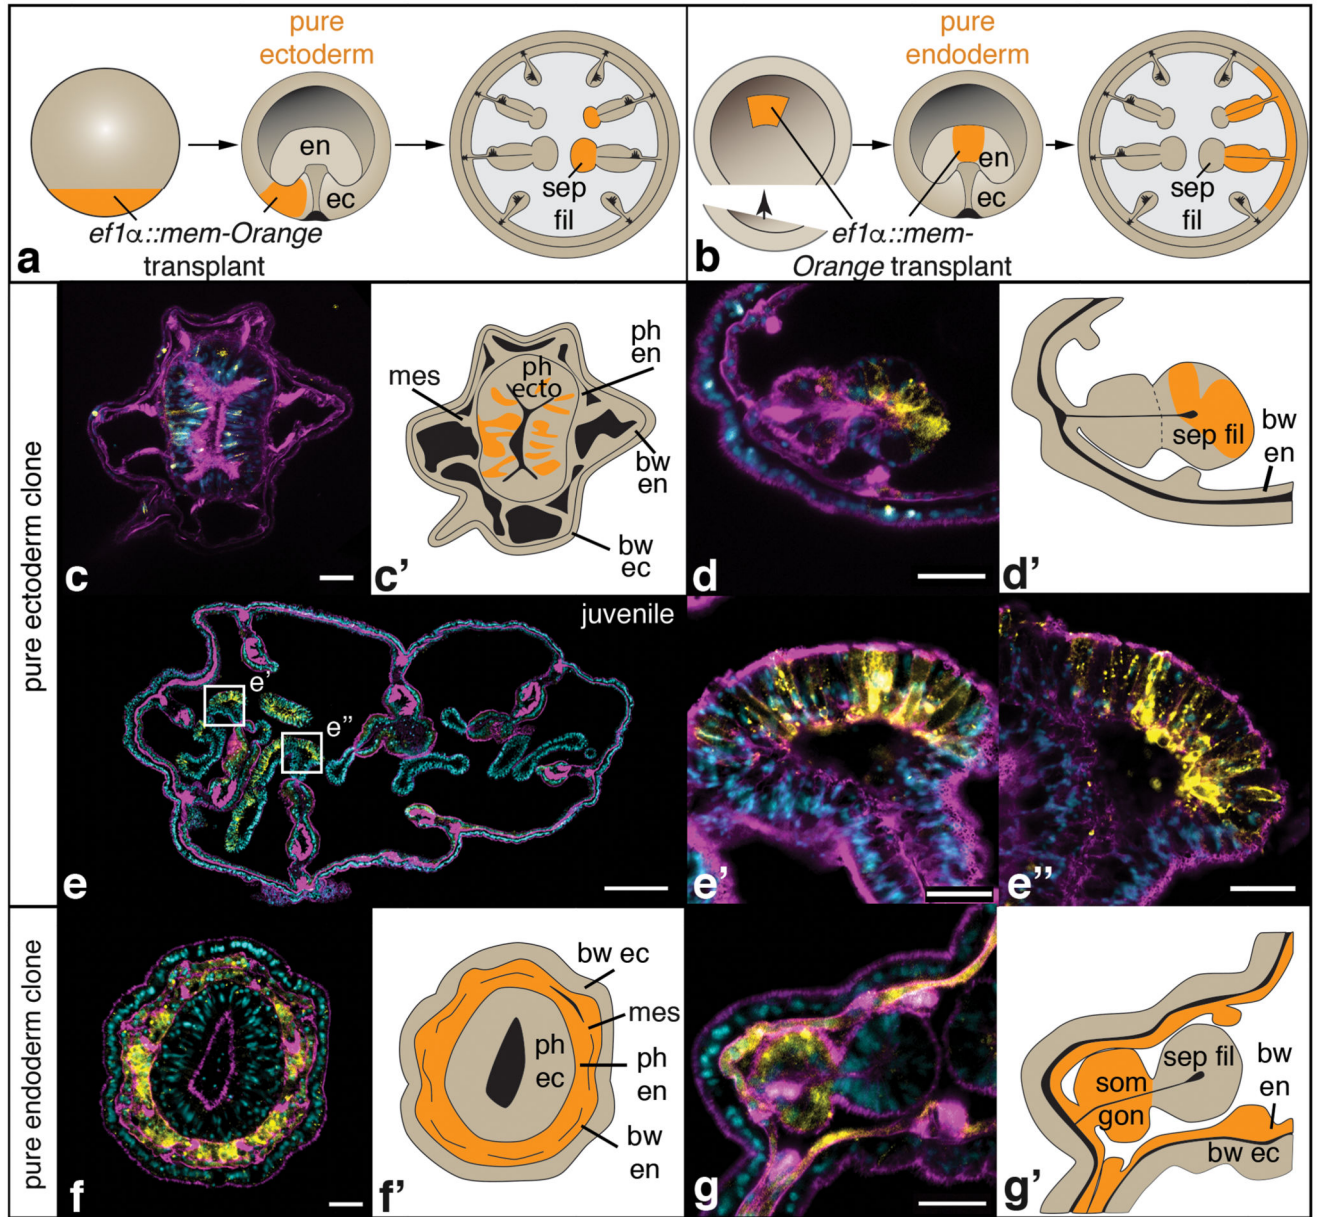 pure
ectoderm
en
ec
sep
fil
ef1α::mem-Orange
transplant
a
pure
endoderm
en
ec
sep
fil
ef1α::mem-
Orange transplant
b
pure ectoderm clone
c
mes
ph
ecto
ph
en
bw
en
bw
ec
c’
d
sep fil
bw
en
d’
juvenile
e’
e’’
e
e’
e’’
pure endoderm clone
f
bw ec
mes
ph
ec
ph
en
bw
en
f’
g
sep fil
som
gon
bw
en
bw ec
g’